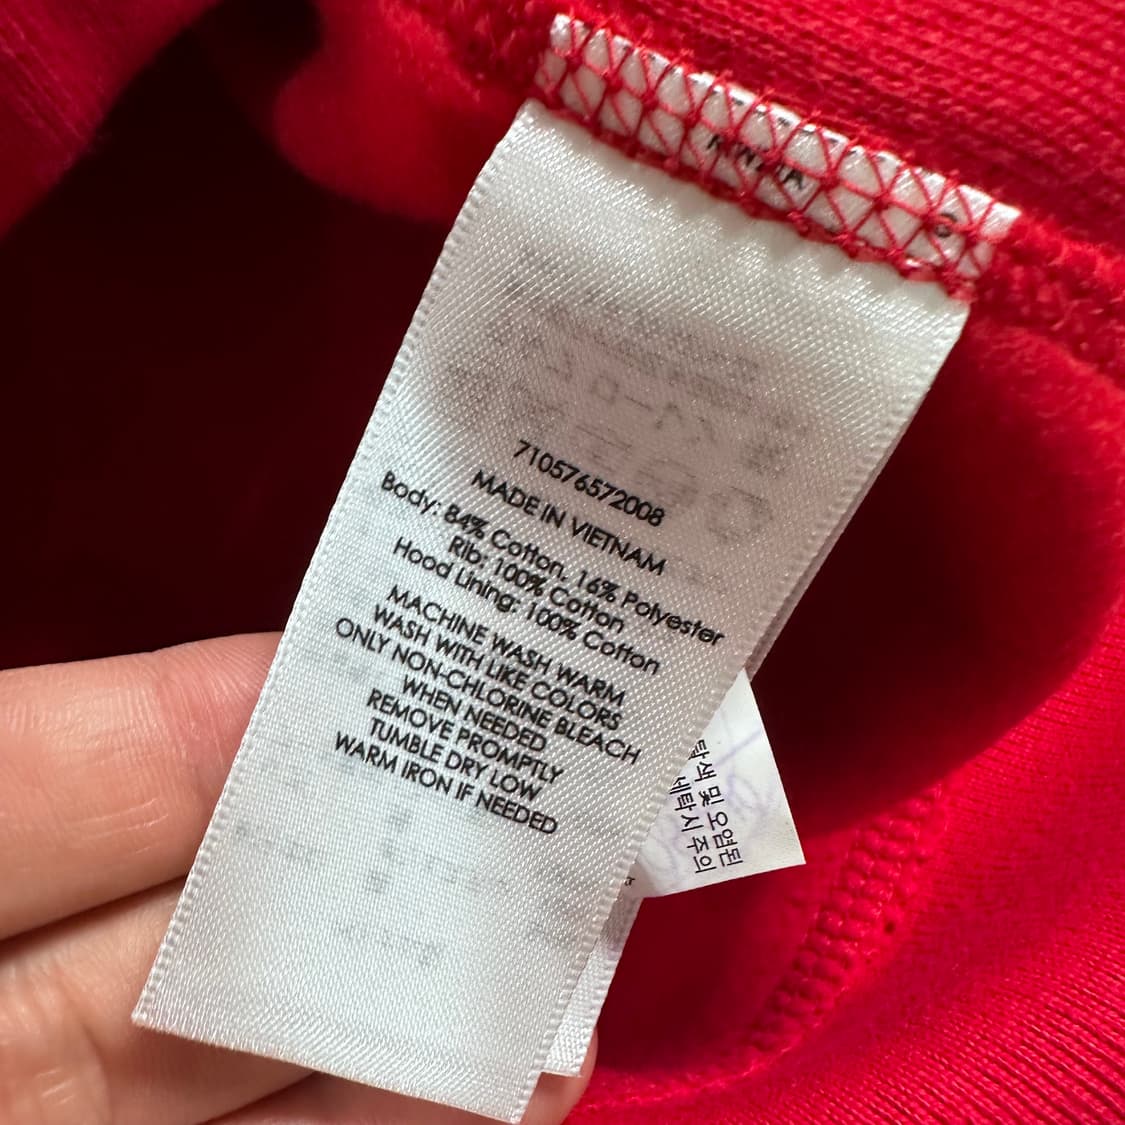 710576572008
MADE IN VIETNAM
Body: 84% Cotton, 16% Polyester
Rib: 100% Cotton
Hood Lining: 100% Cotton
MACHINE WASH WARM
WASH WITH LIKE COLORS
ONLY NON-CHLORINE BLEACH
WHEN NEEDED
REMOVE PROMPTLY
TUMBLE DRY LOW
WARM IRON IF NEEDED
탈색 및 오염된
세탁시 주의